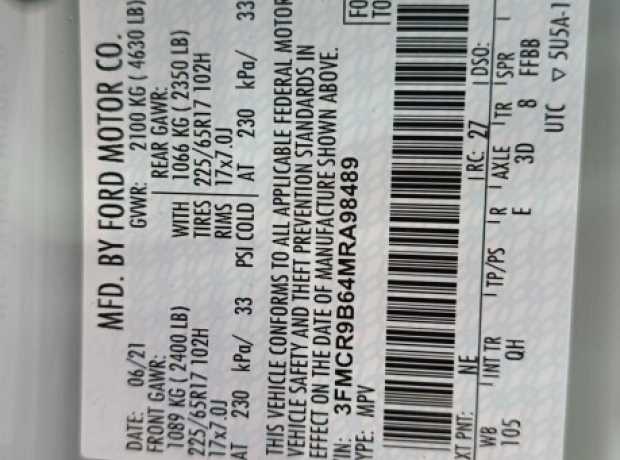 MFD. BY FORD MOTOR CO.
DATE: 06/21 GVWR: 2100 KG ( 4630 LB)
FRONT GAWR: REAR GAWR:
1089 KG ( 2400 LB) WITH 1066 KG ( 2350 LB)
225/65R17 102H TIRES 225/65R17 102H
17x7.0J RIMS 17x7.0J
AT 230 kPa/ 33 PSI COLD AT 230 kPa/ 33
THIS VEHICLE CONFORMS TO ALL APPLICABLE FEDERAL MOTOR
VEHICLE SAFETY AND THEFT PREVENTION STANDARDS IN
EFFECT ON THE DATE OF MANUFACTURE SHOWN ABOVE.
VIN: 3FMCR9B64MRA98489
TYPE: MPV
XT PNT: NE RC: 27 DSO:
WB INT TR TP/PS R AXLE TR SPR
105 QH E 3D 8 FFBB
UTC ▽ 5U5A-1